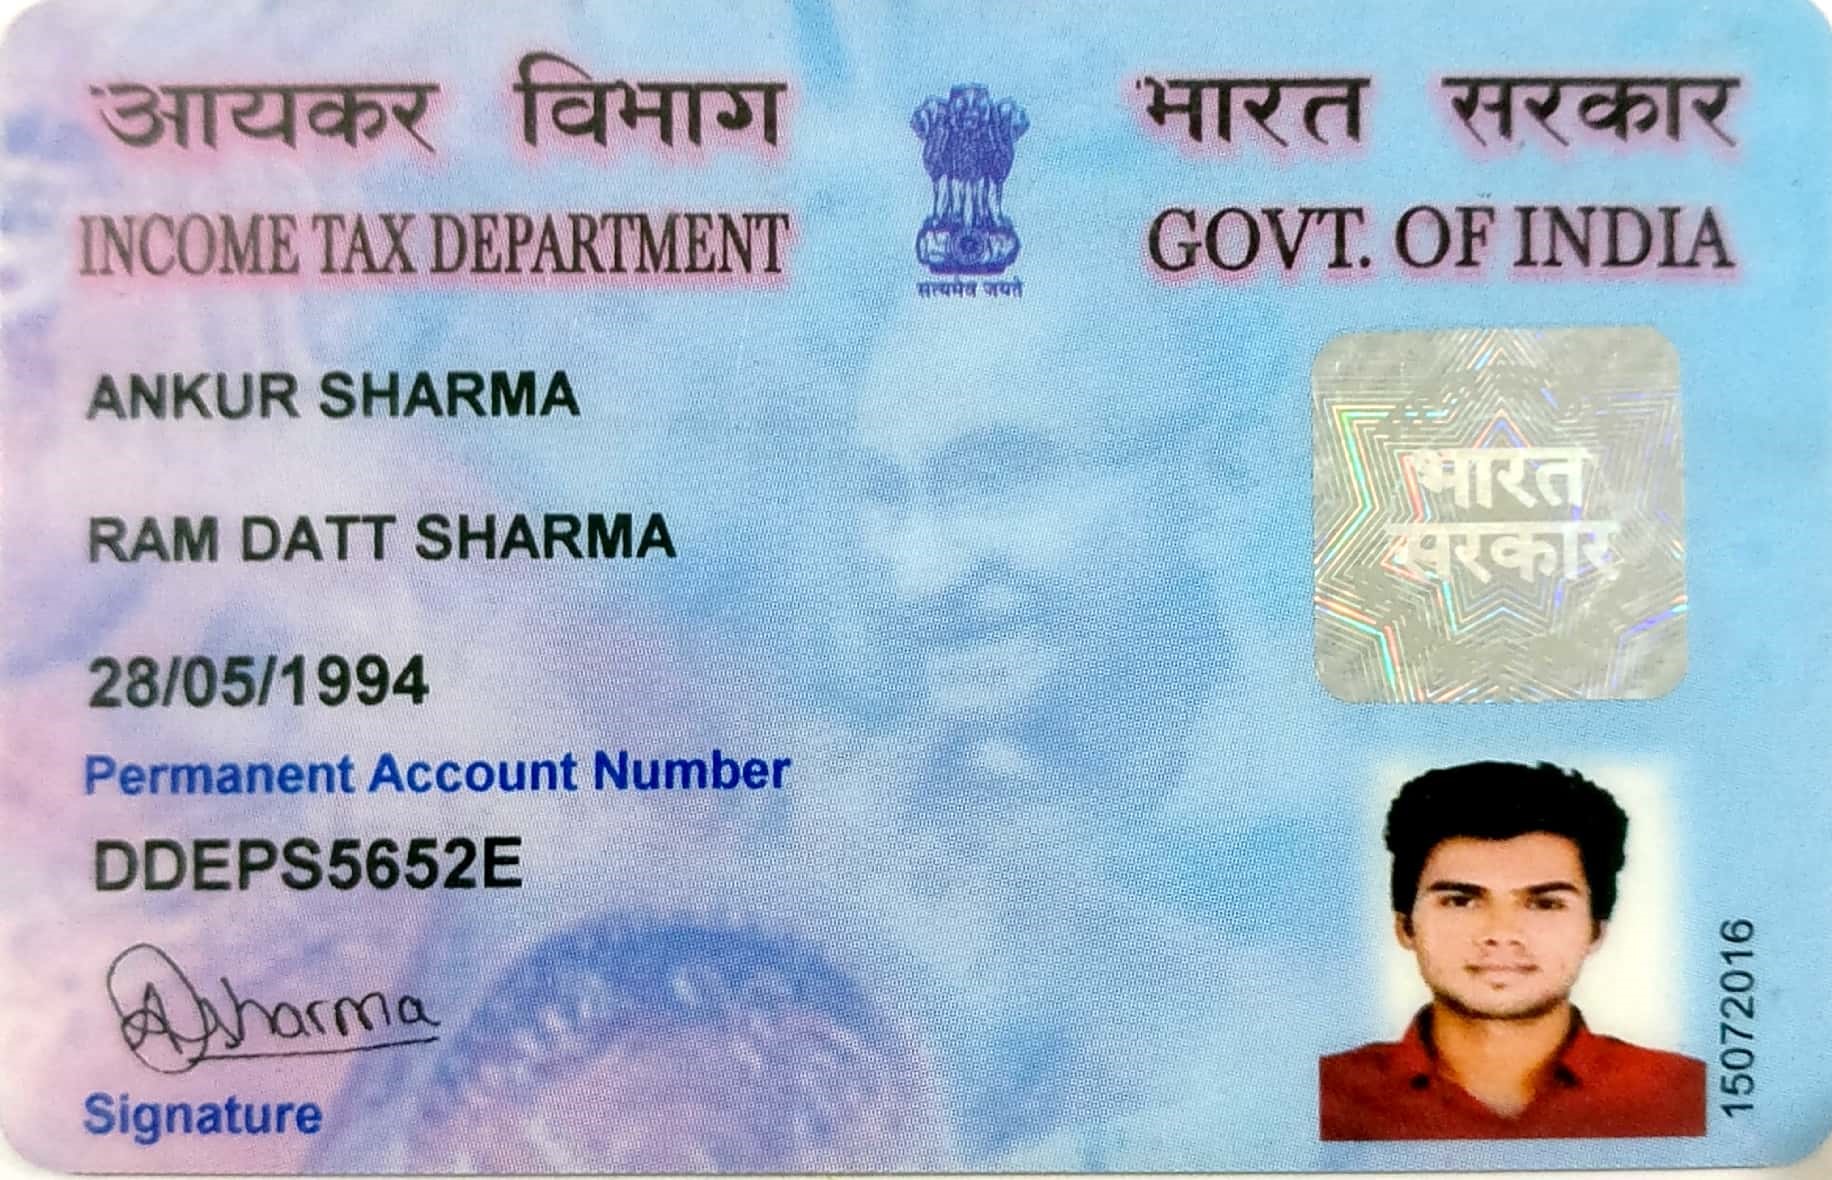 आयकर विभाग
INCOME TAX DEPARTMENT
सत्यमेव जयते
भारत सरकार
GOVT. OF INDIA
ANKUR SHARMA
RAM DATT SHARMA
28/05/1994
Permanent Account Number
DDEPS5652E
A Sharma
Signature
भारत
सरकार
15072016